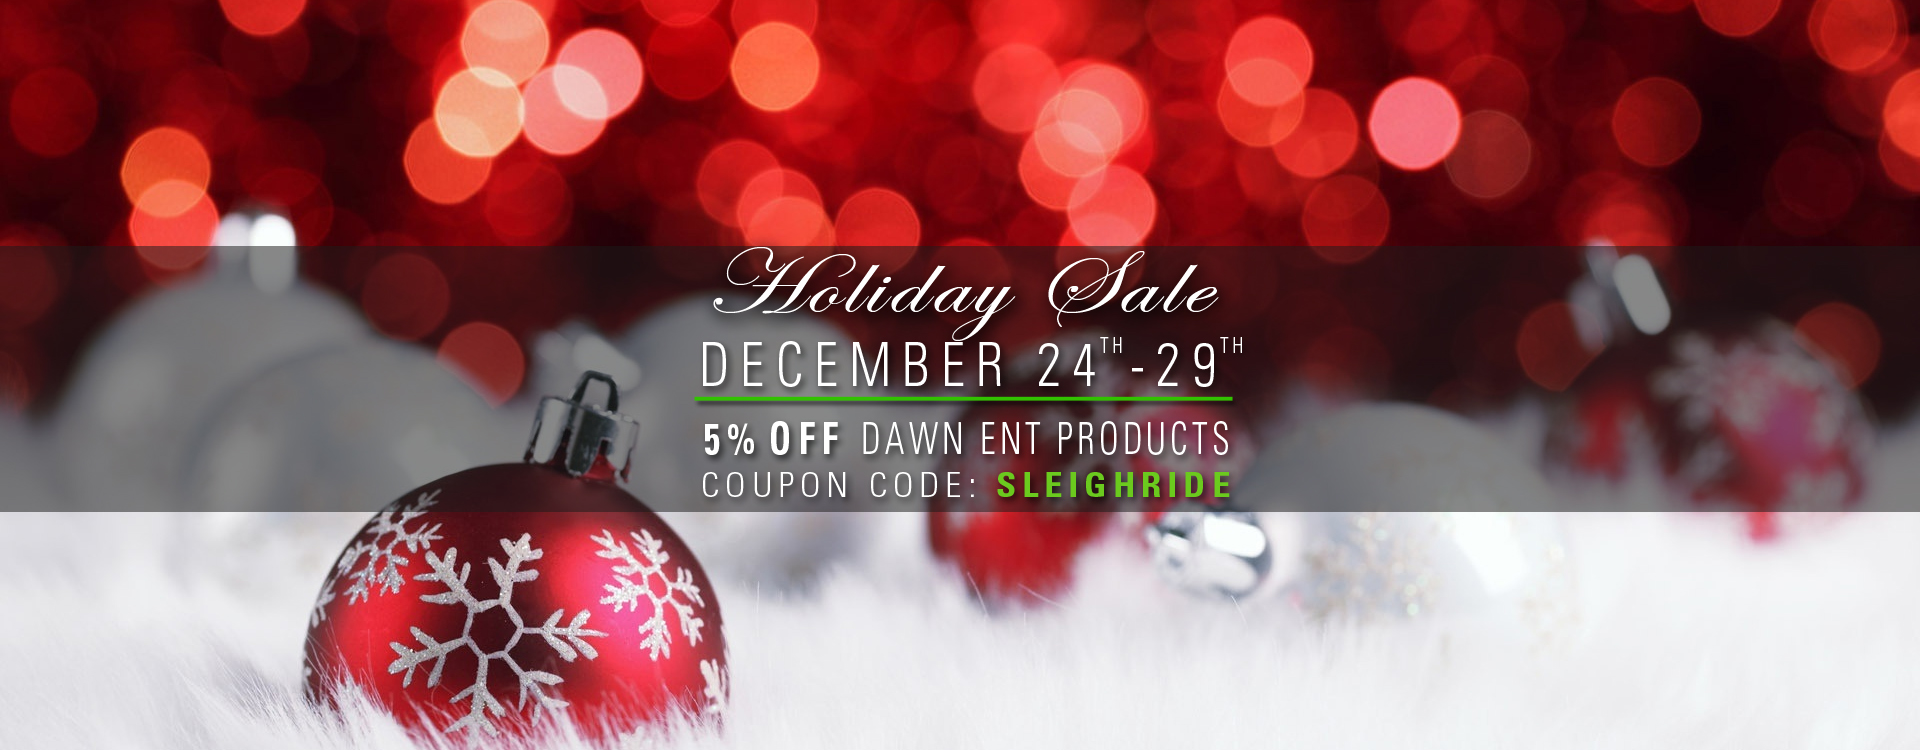 Holiday Sale
DECEMBER 24TH-29TH
5% OFF DAWN ENT PRODUCTS
COUPON CODE: SLEIGHRIDE